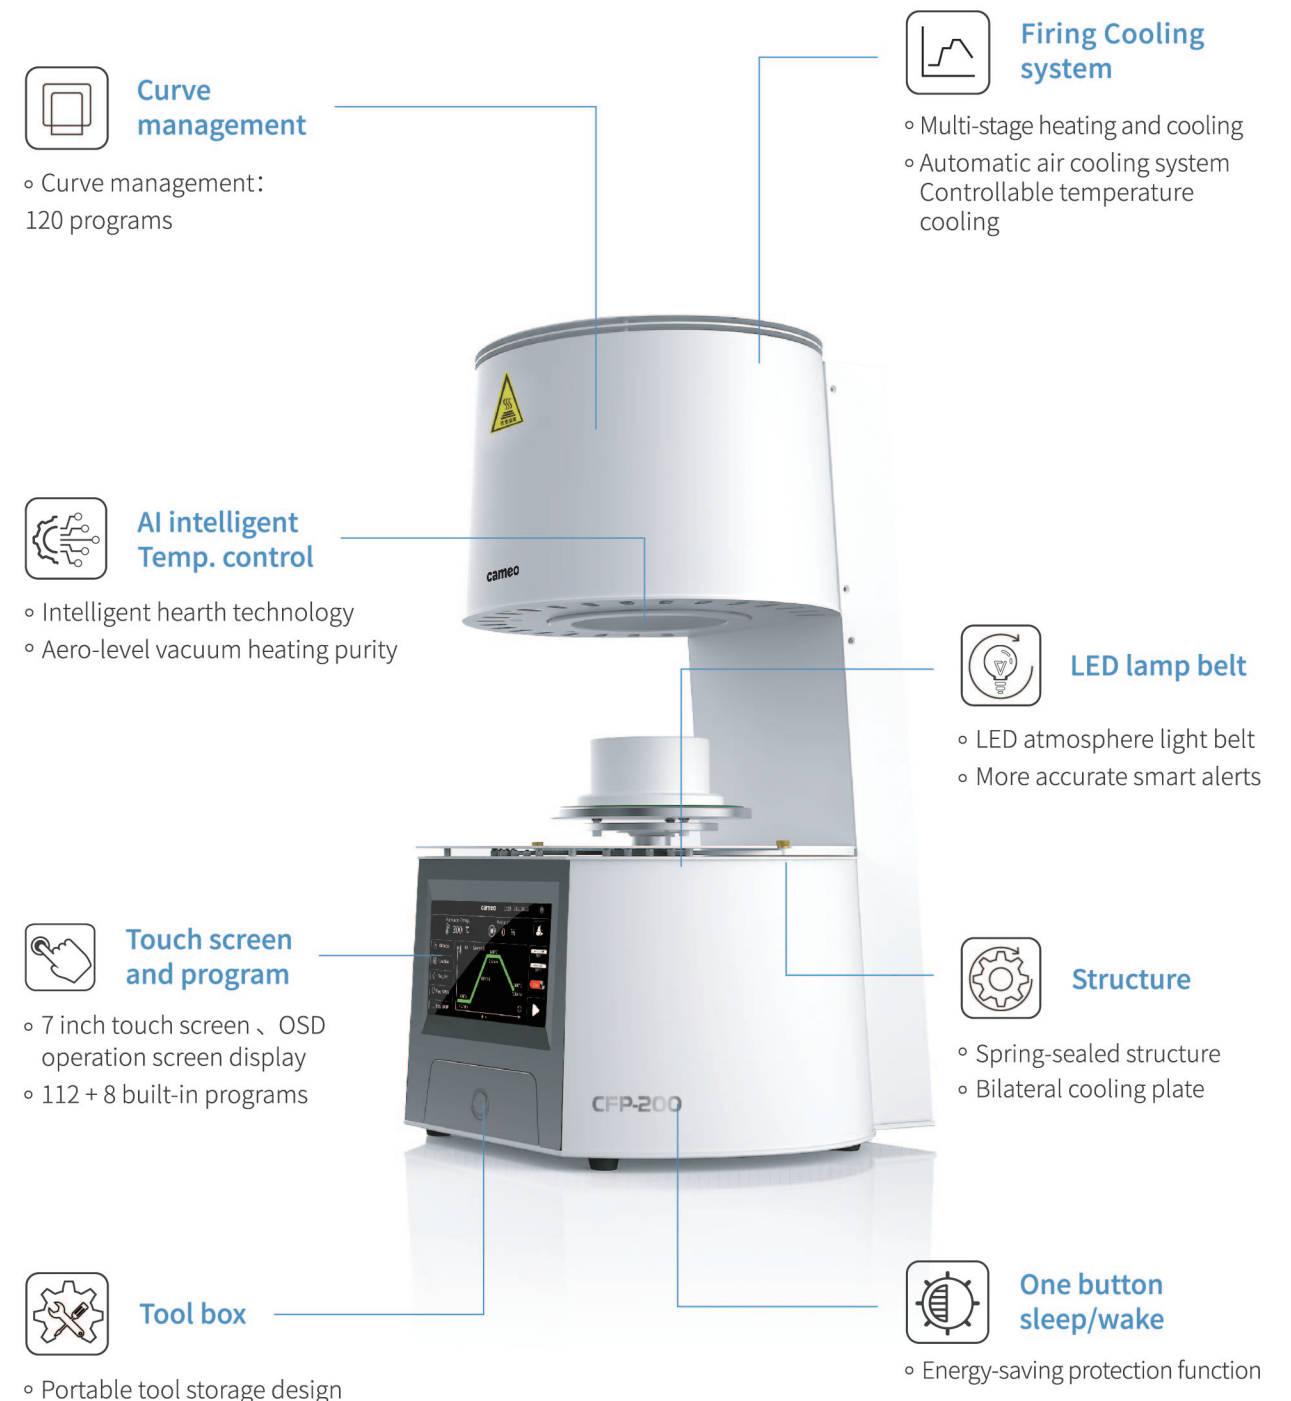 Firing Cooling
system
Multi-stage heating and cooling
Automatic air cooling system
Controllable temperature
cooling
Curve
management
Curve management：
120 programs
AI intelligent
Temp. control
Intelligent hearth technology
Aero-level vacuum heating purity
cameo
LED lamp belt
LED atmosphere light belt
More accurate smart alerts
Touch screen
and program
7 inch touch screen 、OSD
operation screen display
112 + 8 built-in programs
cameo
300 ℃
0
Structure
Spring-sealed structure
Bilateral cooling plate
CFP-200
Tool box
Portable tool storage design
One button
sleep/wake
Energy-saving protection function